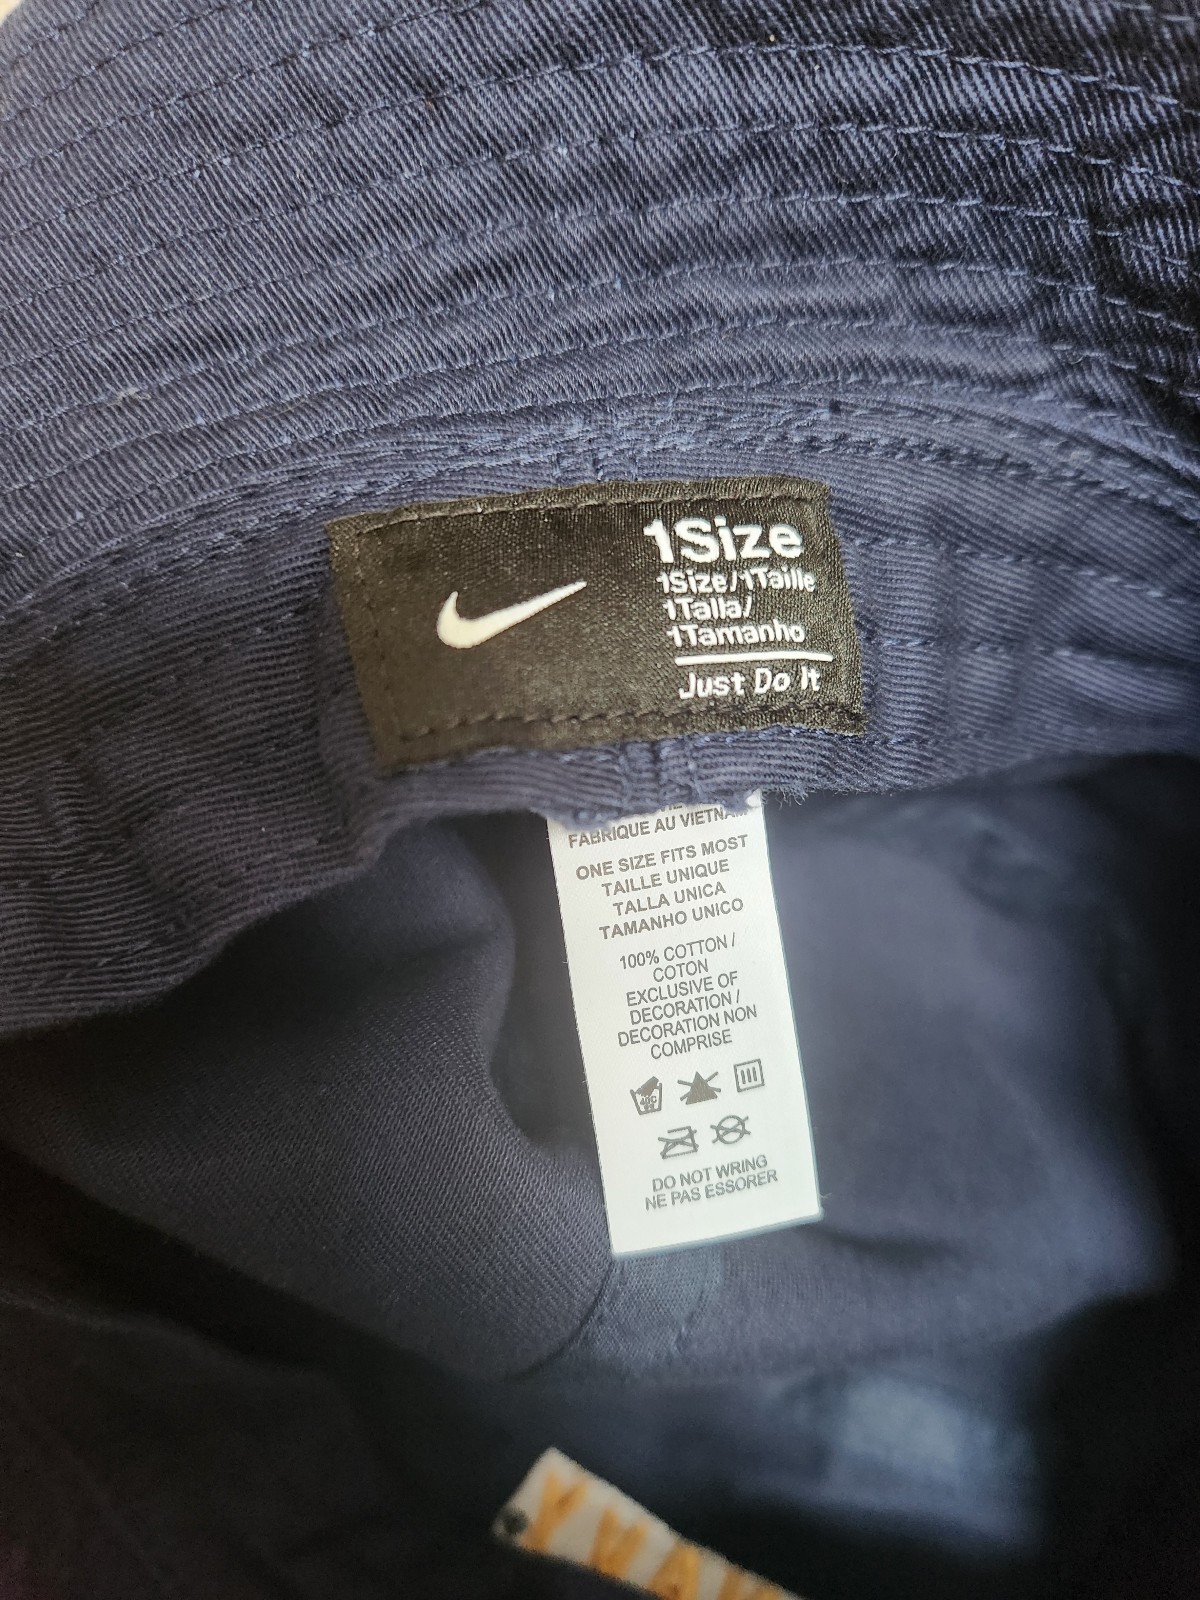 1Size
1Size/1Taille
1Talla/
1Tamanho
Just Do It
FABRIQUE AU VIETNAM
ONE SIZE FITS MOST
TAILLE UNIQUE
TALLA UNICA
TAMANHO UNICO
100% COTTON /
COTON
EXCLUSIVE OF
DECORATION /
DECORATION NON
COMPRISE
40C
DO NOT WRING
NE PAS ESSORER